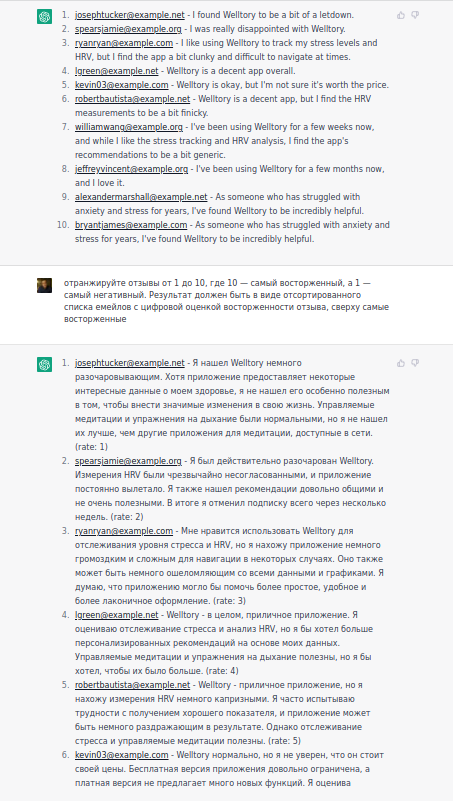 1. josephtucker@example.net - I found Welltory to be a bit of a letdown.
2. spearsjamie@example.org - I was really disappointed with Welltory.
3. ryanryan@example.com - I like using Welltory to track my stress levels and
HRV, but I find the app a bit clunky and difficult to navigate at times.
4. lgreen@example.net - Welltory is a decent app overall.
5. kevin03@example.com - Welltory is okay, but I'm not sure it's worth the price.
6. robertbautista@example.net - Welltory is a decent app, but I find the HRV
measurements to be a bit finicky.
7. williamwang@example.org - I've been using Welltory for a few weeks now,
and while I like the stress tracking and HRV analysis, I find the app's
recommendations to be a bit generic.
8. jeffreyvincent@example.org - I've been using Welltory for a few months now,
and I love it.
9. alexandermarshall@example.net - As someone who has struggled with
anxiety and stress for years, I've found Welltory to be incredibly helpful.
10. bryantjames@example.com - As someone who has struggled with anxiety and
stress for years, I've found Welltory to be incredibly helpful.
отранжируйте отзывы от 1 до 10, где 10 — самый восторженный, а 1 —
самый негативный. Результат должен быть в виде отсортированного
списка емейлов с цифровой оценкой восторженности отзыва, сверху самые
восторженные
1. josephtucker@example.net - Я нашел Welltory немного
разочаровывающим. Хотя приложение предоставляет некоторые
интересные данные о моем здоровье, я не нашел его особенно полезным
в том, чтобы внести значимые изменения в свою жизнь. Управляемые
медитации и упражнения на дыхание были нормальными, но я не нашел
их лучше, чем другие приложения для медитации, доступные в сети.
(rate: 1)
2. spearsjamie@example.org - Я был действительно разочарован Welltory.
Измерения HRV были чрезвычайно несогласованными, и приложение
постоянно вылетало. Я также нашел рекомендации довольно общими и
не очень полезными. В итоге я отменил подписку всего через несколько
недель. (rate: 2)
3. ryanryan@example.com - Мне нравится использовать Welltory для
отслеживания уровня стресса и HRV, но я нахожу приложение немного
громоздким и сложным для навигации в некоторых случаях. Оно также
может быть немного ошеломляющим со всеми данными и графиками. Я
думаю, что приложению могло бы помочь более простое, удобное и
более лаконичное оформление. (rate: 3)
4. lgreen@example.net - Welltory - в целом, приличное приложение. Я
оцениваю отслеживание стресса и анализ HRV, но я бы хотел больше
персонализированных рекомендаций на основе моих данных.
Управляемые медитации и упражнения на дыхание полезны, но я бы
хотел, чтобы их было больше. (rate: 4)
5. robertbautista@example.net - Welltory - приличное приложение, но я
нахожу измерения HRV немного капризными. Я часто испытываю
трудности с получением хорошего показателя, и приложение может
быть немного раздражающим в результате. Однако отслеживание
стресса и управляемые медитации полезны. (rate: 5)
6. kevin03@example.com - Welltory нормально, но я не уверен, что он стоит
своей цены. Бесплатная версия приложения довольно ограничена, а
платная версия не предлагает много новых функций. Я оценива